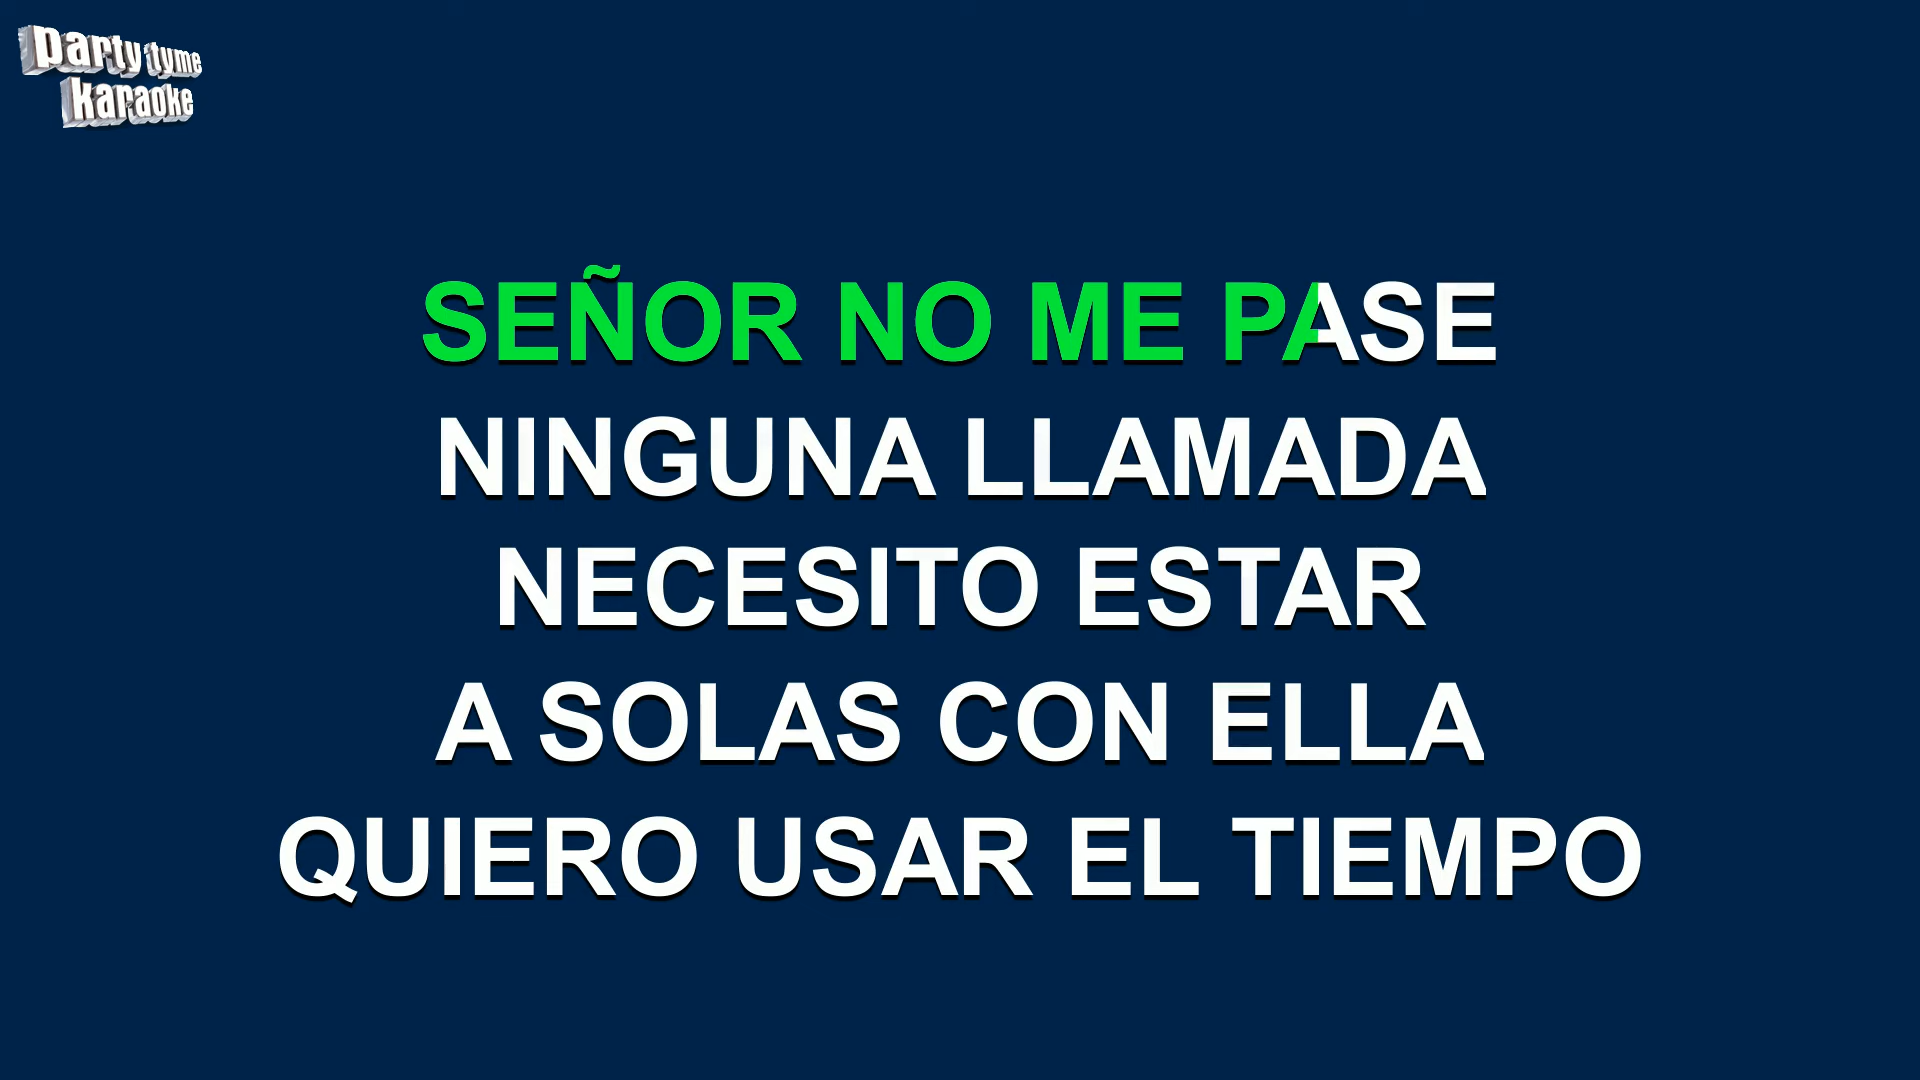 party tyme
karaoke
SEÑOR NO ME PASE
NINGUNA LLAMADA
NECESITO ESTAR
A SOLAS CON ELLA
QUIERO USAR EL TIEMPO